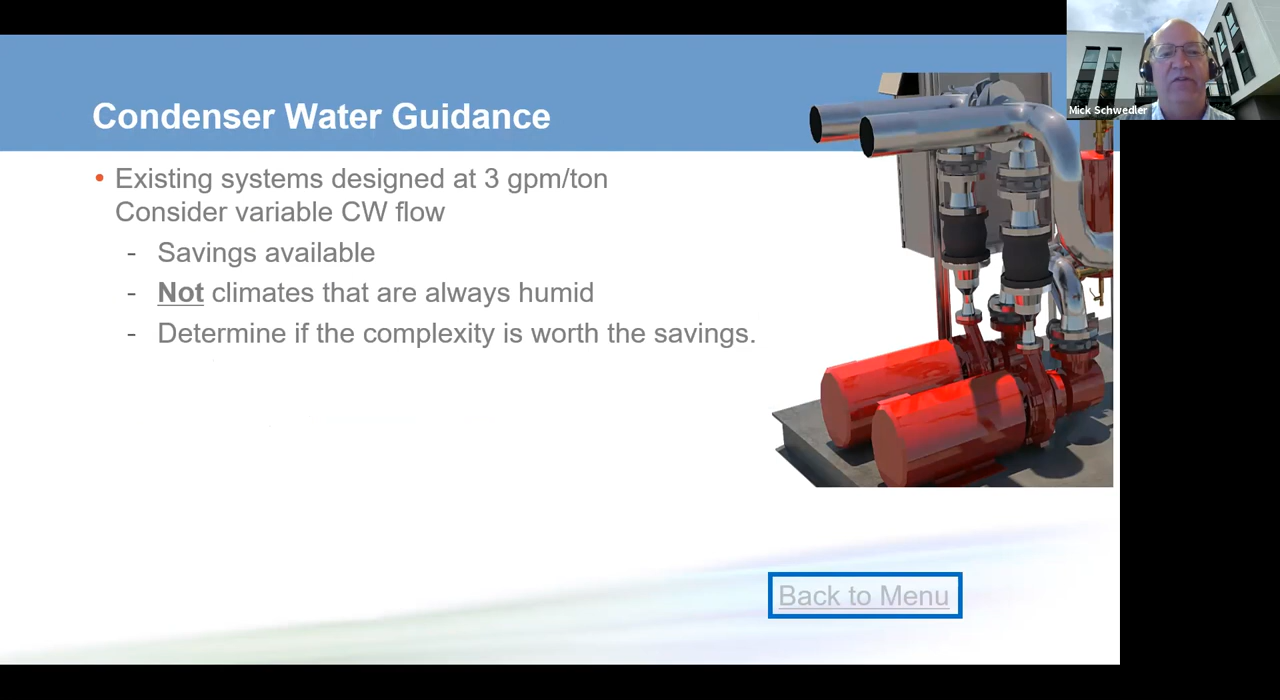 Condenser Water Guidance
• Existing systems designed at 3 gpm/ton
Consider variable CW flow
- Savings available
- Not climates that are always humid
- Determine if the complexity is worth the savings.
Back to Menu
Mick Schwedler